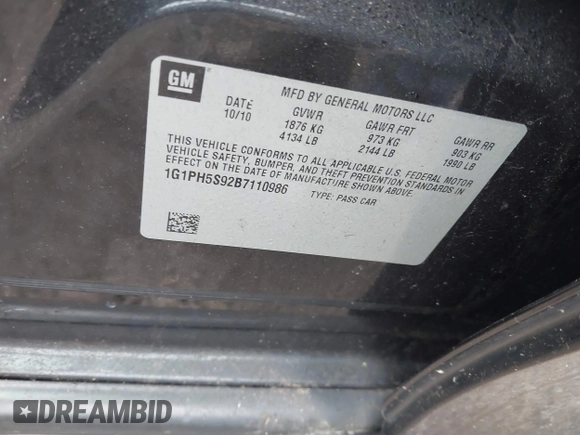 GM
MFD BY GENERAL MOTORS LLC
DATE GVWR GAWR FRT GAWR RR
10/10 1876 KG 973 KG 903 KG
4134 LB 2144 LB 1990 LB
THIS VEHICLE CONFORMS TO ALL APPLICABLE U.S. FEDERAL MOTOR
VEHICLE SAFETY, BUMPER, AND THEFT PREVENTION STANDARDS IN
EFFECT ON THE DATE OF MANUFACTURE SHOWN ABOVE.
1G1PH5S92B7110986
TYPE: PASS CAR
DREAMBID